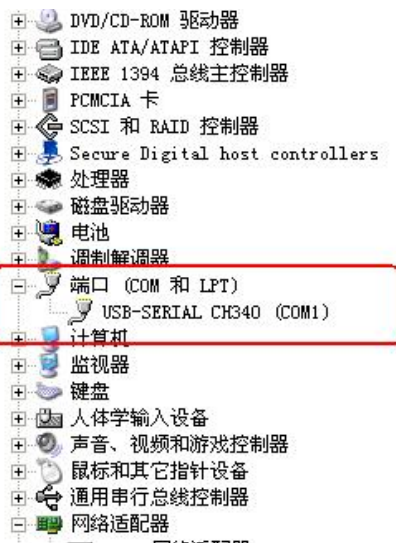 DVD/CD-ROM 驱动器
IDE ATA/ATAPI 控制器
IEEE 1394 总线主控制器
PCMCIA 卡
SCSI 和 RAID 控制器
Secure Digital host controllers
处理器
磁盘驱动器
电池
调制解调器
端口 (COM 和 LPT)
USB-SERIAL CH340 (COM1)
计算机
监视器
键盘
人体学输入设备
声音、视频和游戏控制器
鼠标和其它指针设备
通用串行总线控制器
网络适配器